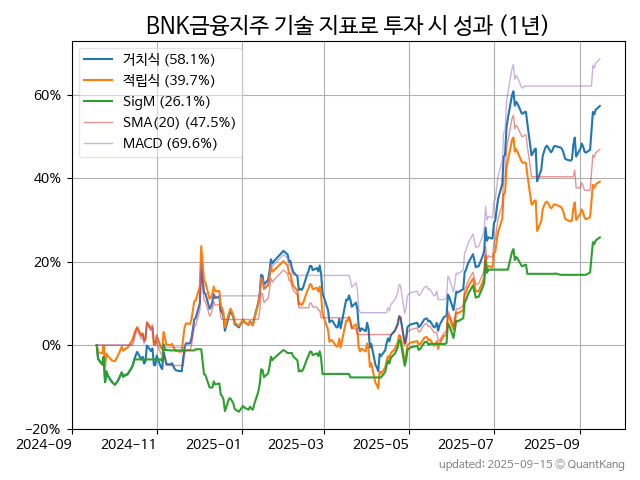 BNK금융지주 기술 지표로 투자 시 성과 (1년)
거치식 (58.1%)
적립식 (39.7%)
SigM (26.1%)
SMA(20) (47.5%)
MACD (69.6%)
60%
40%
20%
0%
−20%
2024-09 2024-11 2025-01 2025-03 2025-05 2025-07 2025-09
updated: 2025-09-15 © QuantKang